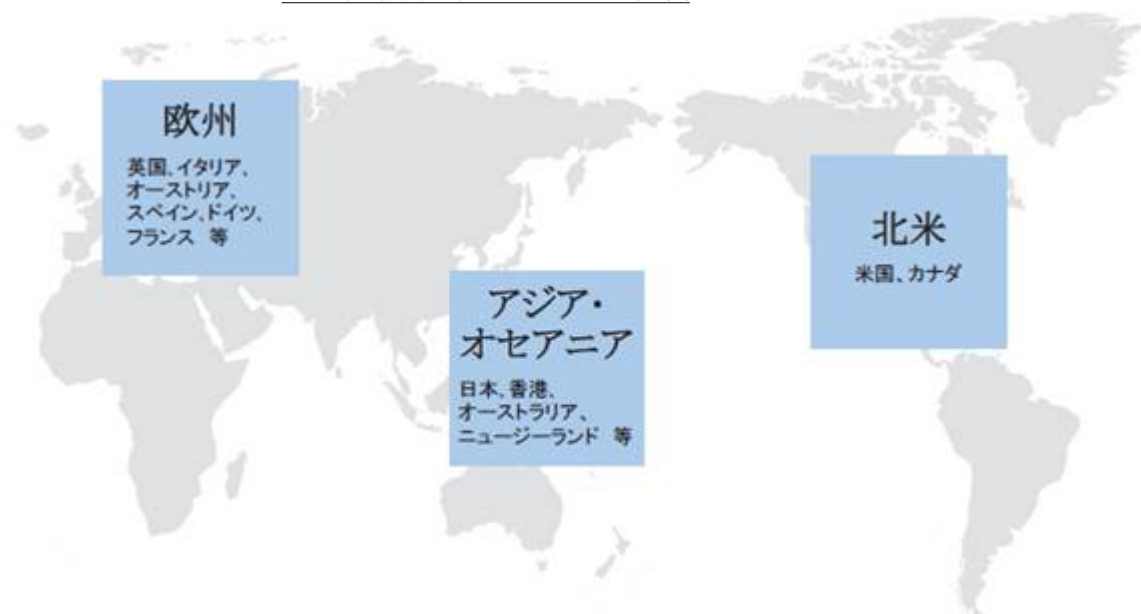 欧州
英国、イタリア、
オーストリア、
スペイン、ドイツ、
フランス 等
アジア・
オセアニア
日本、香港、
オーストラリア、
ニュージーランド 等
北米
米国、カナダ